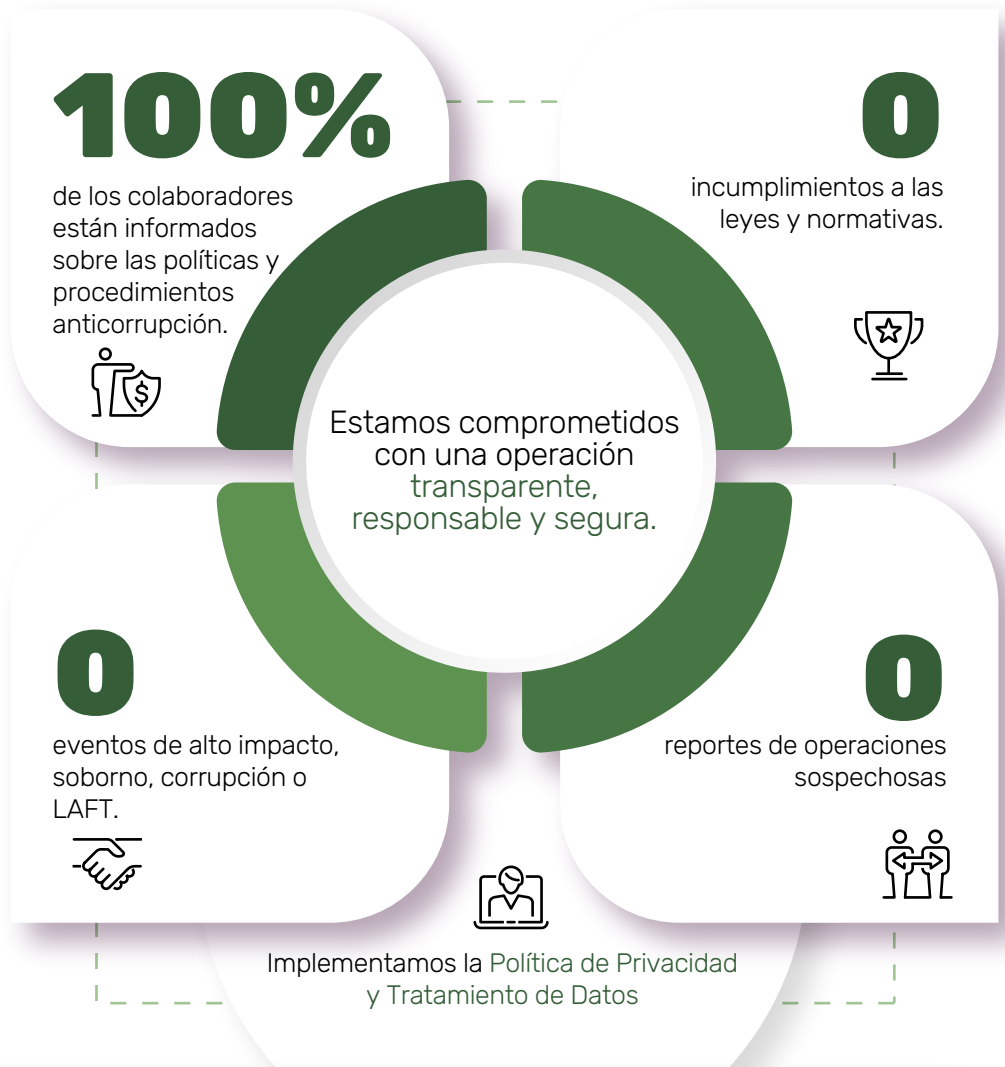 100%
de los colaboradores
están informados
sobre las políticas y
procedimientos
anticorrupción.
0
incumplimientos a las
leyes y normativas.
Estamos comprometidos
con una operación
transparente,
responsable y segura.
0
eventos de alto impacto,
soborno, corrupción o
LAFT.
0
reportes de operaciones
sospechosas
Implementamos la Política de Privacidad
y Tratamiento de Datos